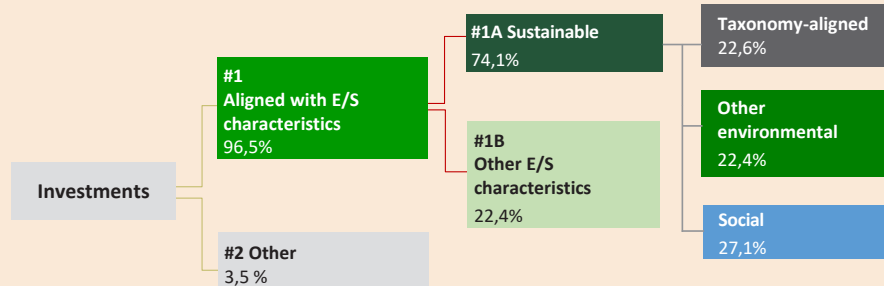 Investments
#1
Aligned with E/S
characteristics
96,5%
#2 Other
3,5 %
#1A Sustainable
74,1%
#1B
Other E/S
characteristics
22,4%
Taxonomy-aligned
22,6%
Other
environmental
22,4%
Social
27,1%